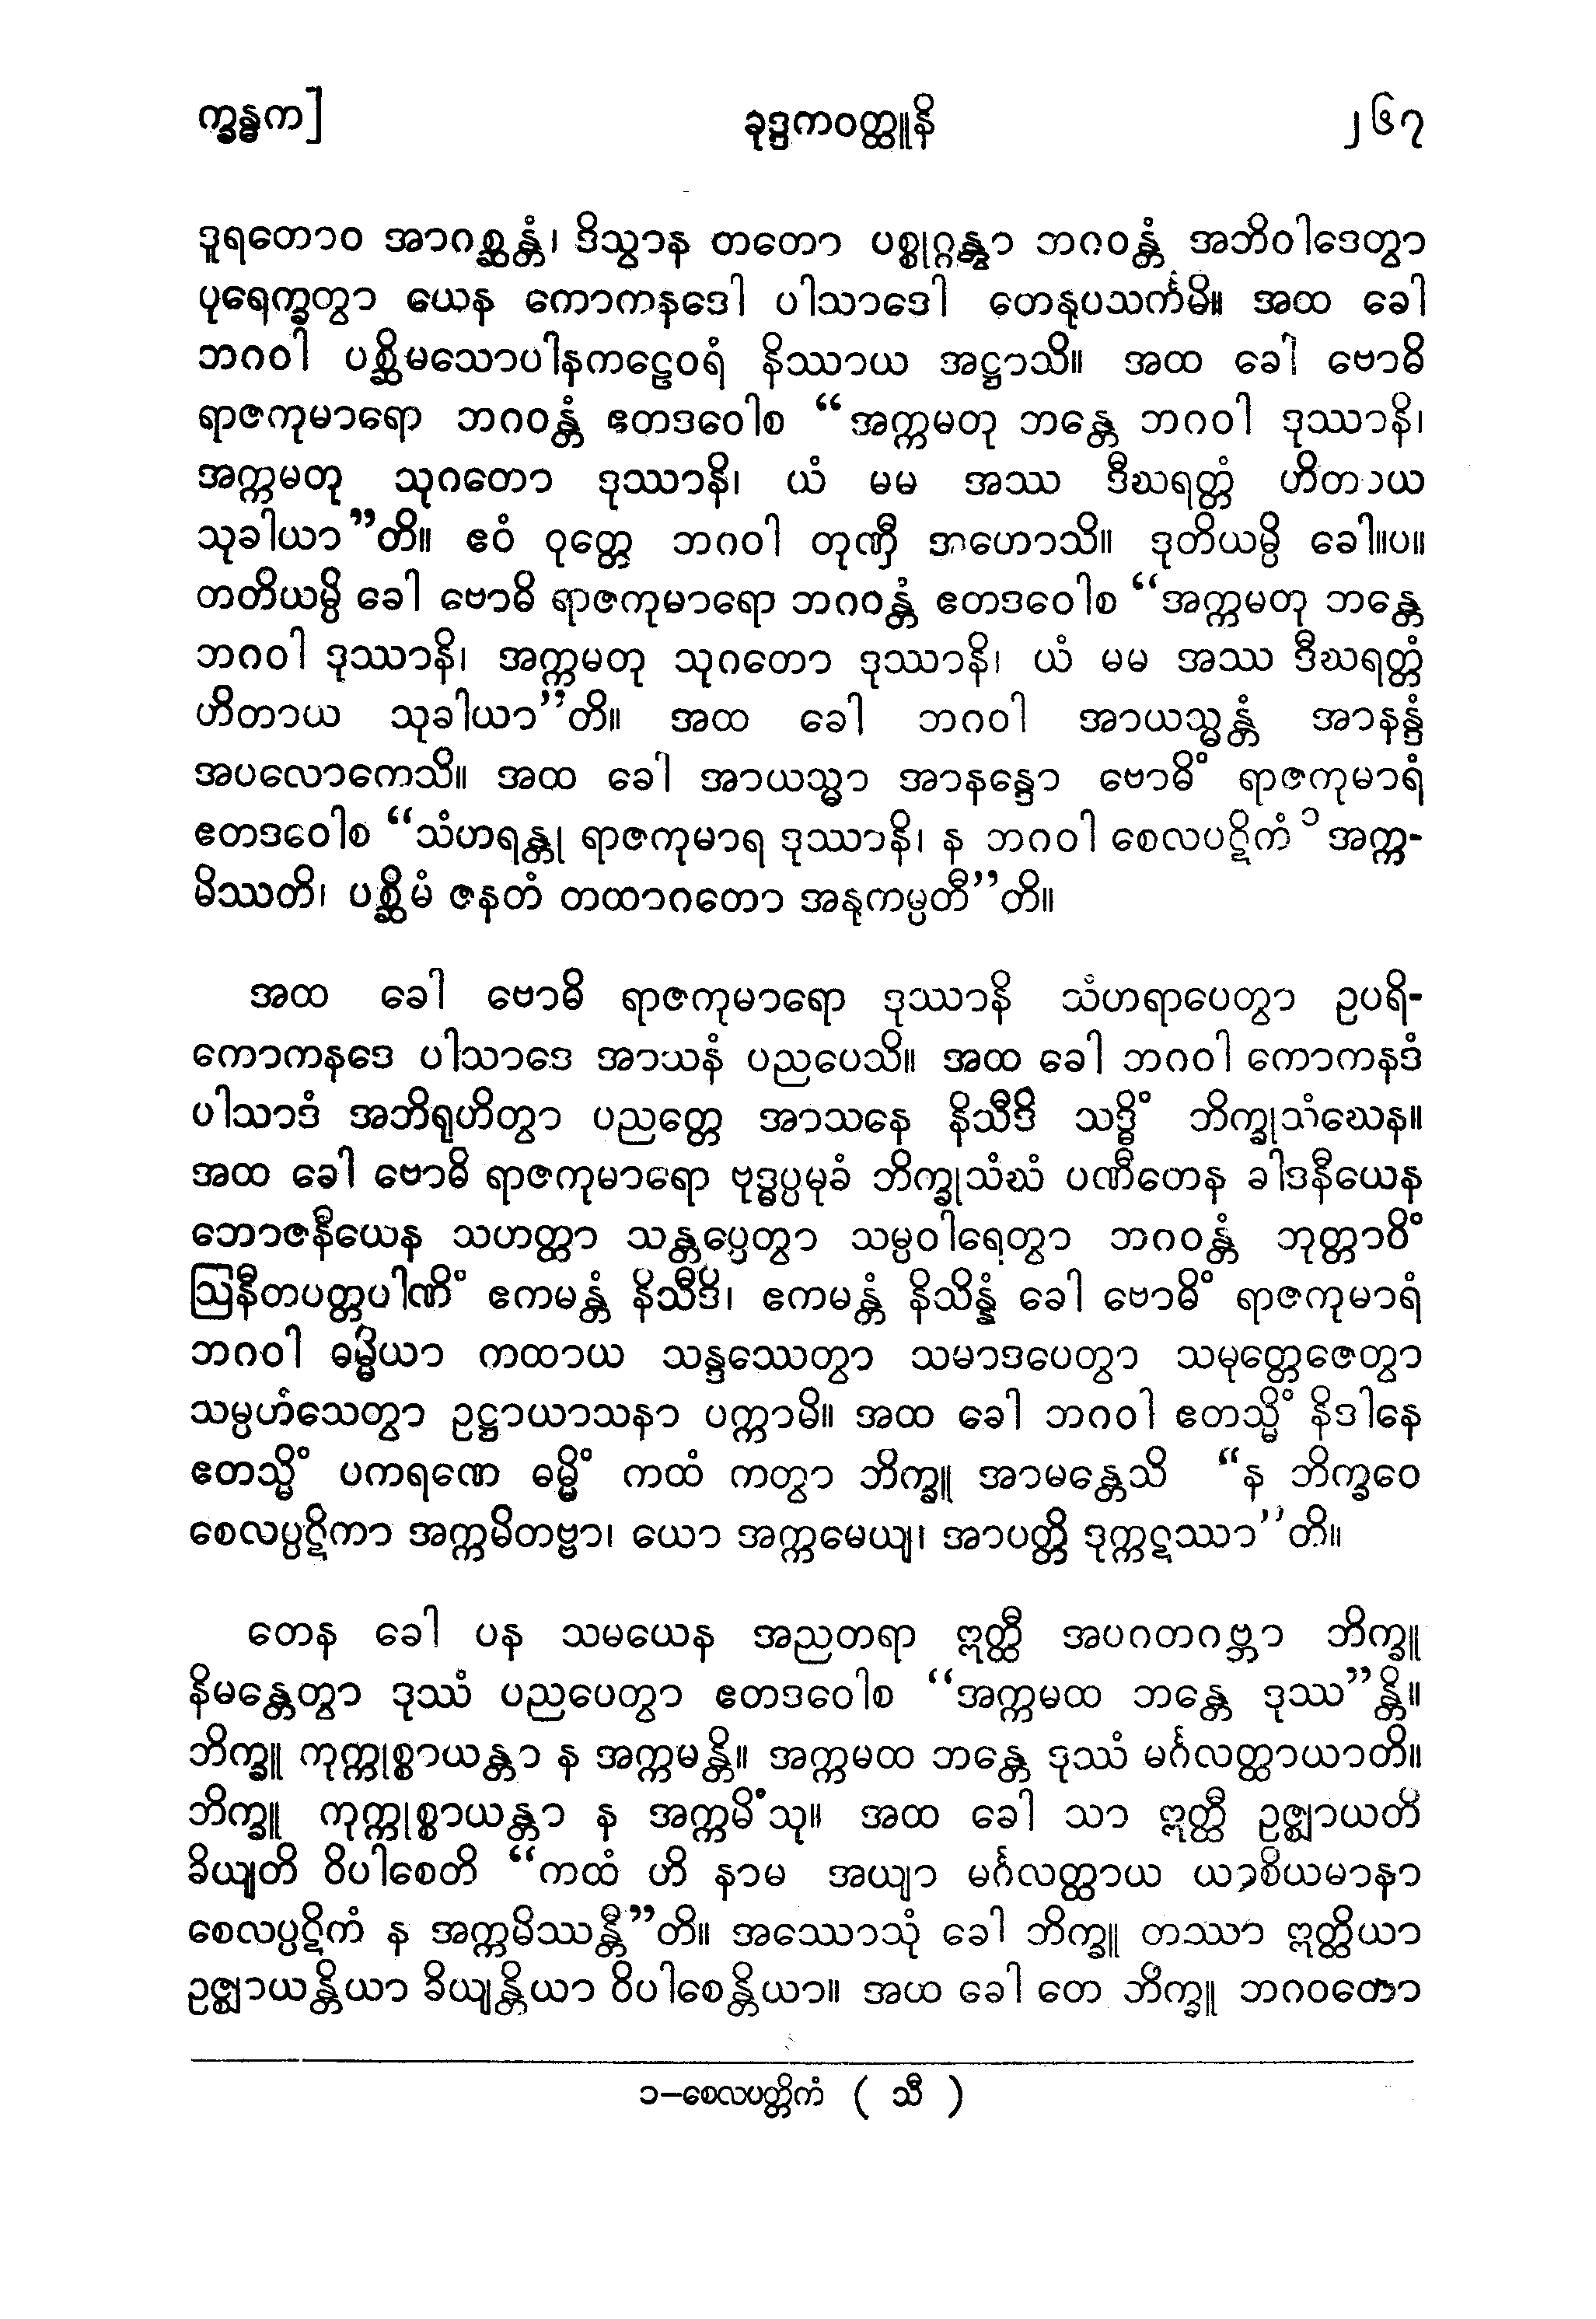 က္ခန္ဓက]
ခုဒ္ဒကဝတ္ထူနိ
၂၆၇
ဒူရတောဝ အာဂစ္ဆန္တံ၊ ဒိသွာန တတော ပစ္စုဂ္ဂန္တွာ ဘဂဝန္တံ အဘိဝါဒေတွာ
ပုရေက္ခတွာ ယေန ကောကနဒေါ ပါသာဒေါ တေနုပသင်္ကမိ။ အထ ခေါ
ဘဂဝါ ပစ္ဆိမသောပါနကဠေဝရံ နိဿာယ အဋ္ဌာသိ။ အထ ခေါ ဗောဓိ
ရာဇကုမာရော ဘဂဝန္တံ ဧတဒဝေါစ “အက္ကမတု ဘန္တေ ဘဂဝါ ဒုဿာနိ၊
အက္ကမတု သုဂတော ဒုဿာနိ၊ ယံ မမ အဿ ဒီဃရတ္တံ ဟိတာယ
သုခါယာ”တိ။ ဧဝံ ဝုတ္တေ ဘဂဝါ တုဏှီ အဟောသိ။ ဒုတိယမ္ပိ ခေါ။ပ။
တတိယမ္ပိ ခေါ ဗောဓိ ရာဇကုမာရော ဘဂဝန္တံ ဧတဒဝေါစ “အက္ကမတု ဘန္တေ
ဘဂဝါ ဒုဿာနိ၊ အက္ကမတု သုဂတော ဒုဿာနိ၊ ယံ မမ အဿ ဒီဃရတ္တံ
ဟိတာယ သုခါယာ”တိ။ အထ ခေါ ဘဂဝါ အာယသ္မန္တံ အာနန္ဒံ
အပလောကေသိ။ အထ ခေါ အာယသ္မာ အာနန္ဒော ဗောဓိံ ရာဇကုမာရံ
ဧတဒဝေါစ “သံဟရန္တု ရာဇကုမာရ ဒုဿာနိ၊ န ဘဂဝါ စေလပဋိကံ ၁ အက္က-
မိဿတိ၊ ပစ္ဆိမံ ဇနတံ တထာဂတော အနုကမ္ပတီ”တိ။
အထ ခေါ ဗောဓိ ရာဇကုမာရော ဒုဿာနိ သံဟရာပေတွာ ဥပရိ-
ကောကနဒေ ပါသာဒေ အာသနံ ပညပေသိ။ အထ ခေါ ဘဂဝါ ကောကနဒံ
ပါသာဒံ အဘိရုဟိတွာ ပညတ္တေ အာသနေ နိသီဒိ သဒ္ဓိံ ဘိက္ခုသံဃေန။
အထ ခေါ ဗောဓိ ရာဇကုမာရော ဗုဒ္ဓပ္ပမုခံ ဘိက္ခုသံဃံ ပဏီတေန ခါဒနီယေန
ဘောဇနီယေန သဟတ္ထာ သန္တပ္ပေတွာ သမ္ပဝါရေတွာ ဘဂဝန္တံ ဘုတ္တာဝိံ
ဩနီတပတ္တပါဏိံ ဧကမန္တံ နိသီဒိ၊ ဧကမန္တံ နိသိန္နံ ခေါ ဗောဓိံ ရာဇကုမာရံ
ဘဂဝါ ဓမ္မိယာ ကထာယ သန္ဒဿေတွာ သမာဒပေတွာ သမုတ္တေဇေတွာ
သမ္ပဟံသေတွာ ဥဋ္ဌာယာသနာ ပက္ကာမိ။ အထ ခေါ ဘဂဝါ ဧတသ္မိံ နိဒါနေ
ဧတသ္မိံ ပကရဏေ ဓမ္မိံ ကထံ ကတွာ ဘိက္ခူ အာမန္တေသိ “န ဘိက္ခဝေ
စေလပ္ပဋိကာ အက္ကမိတဗ္ဗာ၊ ယော အက္ကမေယျ၊ အာပတ္တိ ဒုက္ကဋဿာ”တိ။
တေန ခေါ ပန သမယေန အညတရာ ဣတ္ထီ အပဂတဂဗ္ဘာ ဘိက္ခူ
နိမန္တေတွာ ဒုဿံ ပညပေတွာ ဧတဒဝေါစ “အက္ကမထ ဘန္တေ ဒုဿ”န္တိ။
ဘိက္ခူ ကုက္ကုစ္စာယန္တာ န အက္ကမန္တိ။ အက္ကမထ ဘန္တေ ဒုဿံ မင်္ဂလတ္ထာယာတိ။
ဘိက္ခူ ကုက္ကုစ္စာယန္တာ န အက္ကမိံသု။ အထ ခေါ သာ ဣတ္ထီ ဥဇ္ဈာယတိ
ခိယျတိ ဝိပါစေတိ “ကထံ ဟိ နာမ အယျာ မင်္ဂလတ္ထာယ ယာစိယမာနာ
စေလပ္ပဋိကံ န အက္ကမိဿန္တီ”တိ။ အဿောသုံ ခေါ ဘိက္ခူ တဿာ ဣတ္ထိယာ
ဥဇ္ဈာယန္တိယာ ခိယျန္တိယာ ဝိပါစေန္တိယာ။ အထ ခေါ တေ ဘိက္ခူ ဘဂဝတော
၁–စေလပတ္တိကံ ( သီ )